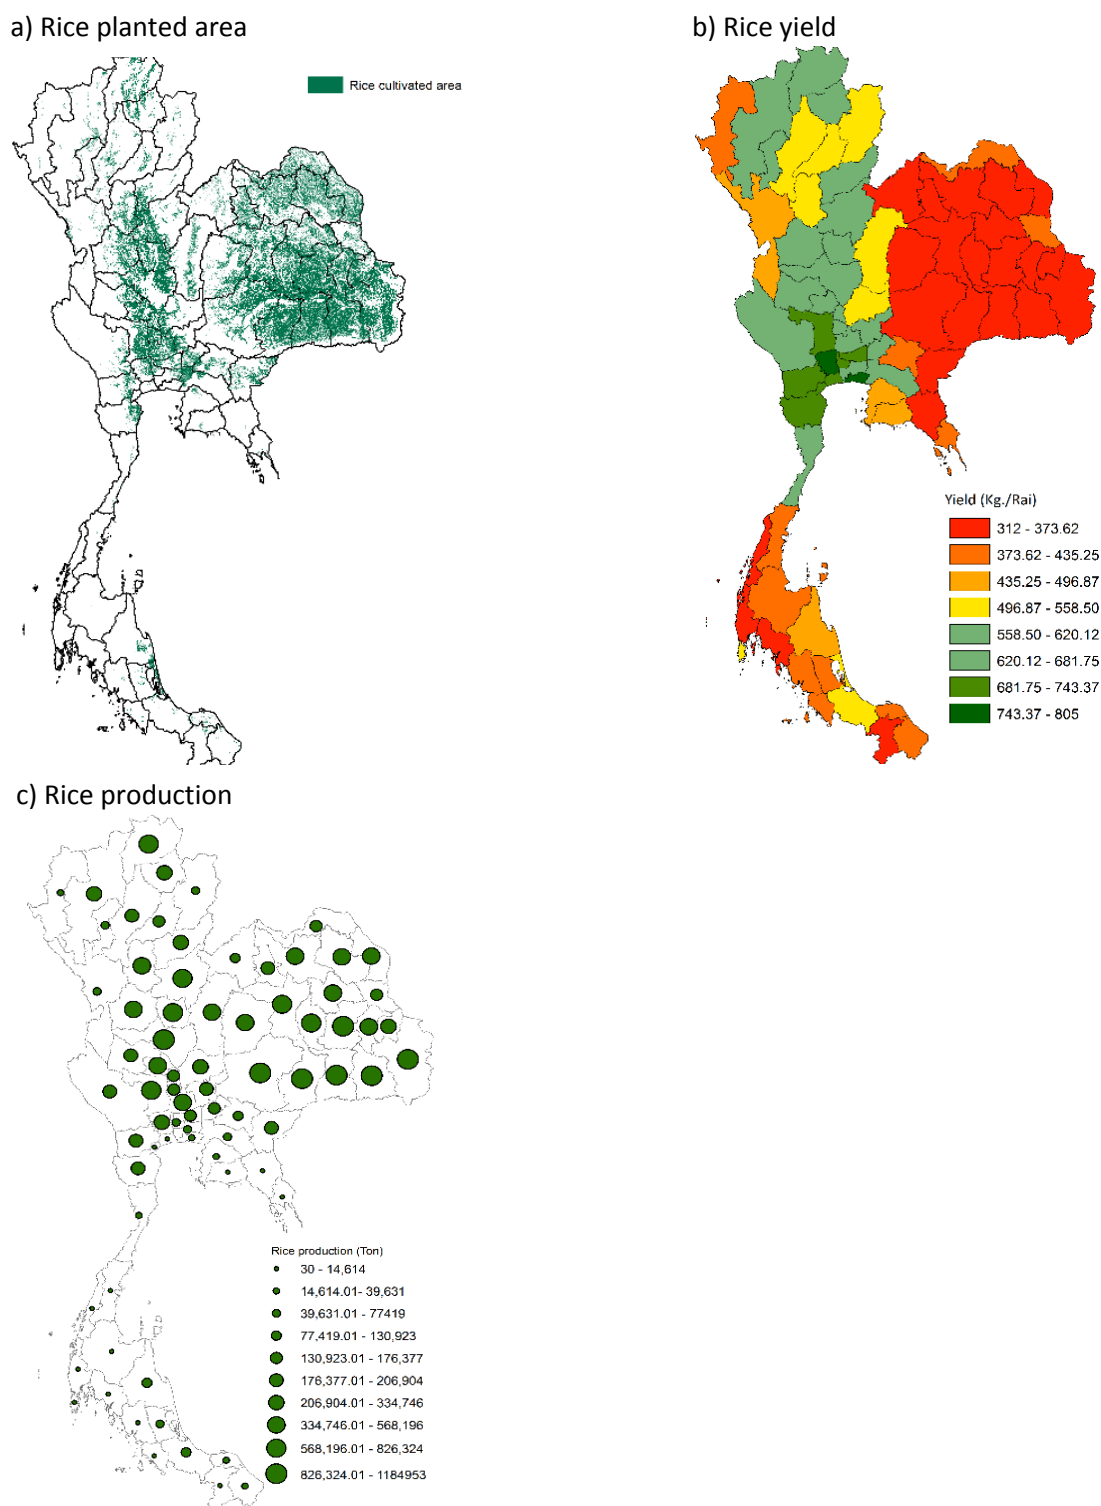 a) Rice planted area
Rice cultivated area
b) Rice yield
Yield (Kg./Rai)
312 - 373.62
373.62 - 435.25
435.25 - 496.87
496.87 - 558.50
558.50 - 620.12
620.12 - 681.75
681.75 - 743.37
743.37 - 805
c) Rice production
Rice production (Ton)
30 - 14,614
14,614.01- 39,631
39,631.01 - 77419
77,419.01 - 130,923
130,923.01 - 176,377
176,377.01 - 206,904
206,904.01 - 334,746
334,746.01 - 568,196
568,196.01 - 826,324
826,324.01 - 1184953